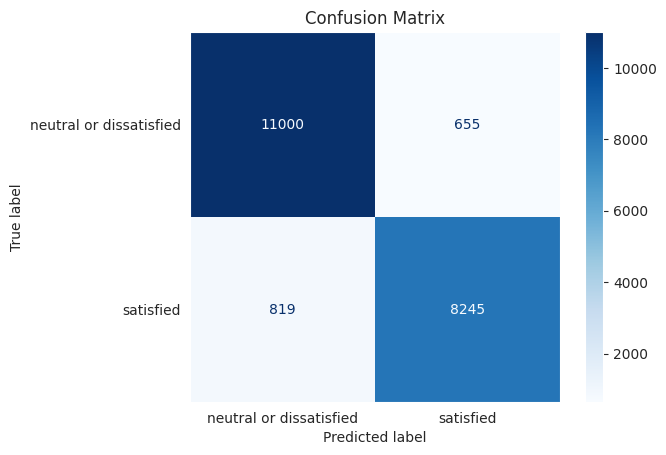 Confusion Matrix
True label
neutral or dissatisfied
11000
655
satisfied
819
8245
neutral or dissatisfied
satisfied
Predicted label
10000
8000
6000
4000
2000